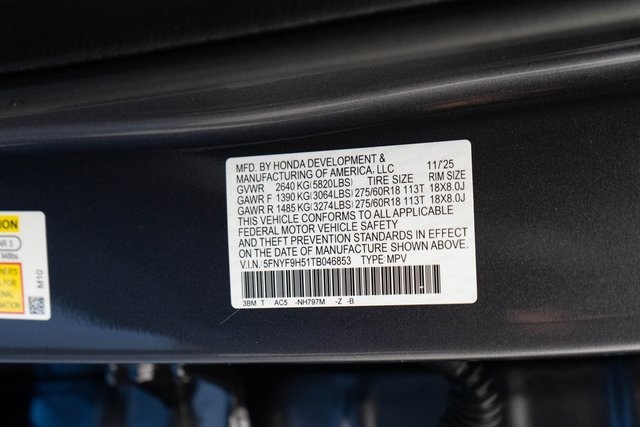 MFD. BY HONDA DEVELOPMENT & 11/'25
MANUFACTURING OF AMERICA, LLC
GVWR 2640 KG(5820LBS) TIRE SIZE RIM SIZE
GAWR F 1390 KG(3064LBS) 275/60R18 113T 18X8.0J
GAWR R 1485 KG(3274LBS) 275/60R18 113T 18X8.0J
THIS VEHICLE CONFORMS TO ALL APPLICABLE
FEDERAL MOTOR VEHICLE SAFETY
AND THEFT PREVENTION STANDARDS IN EFFECT
ON THE DATE OF MANUFACTURE SHOWN ABOVE.
V.I.N. 5FNYF9H51TB046853 TYPE MPV
3BM T AC5 -NH797M -Z -B
M10